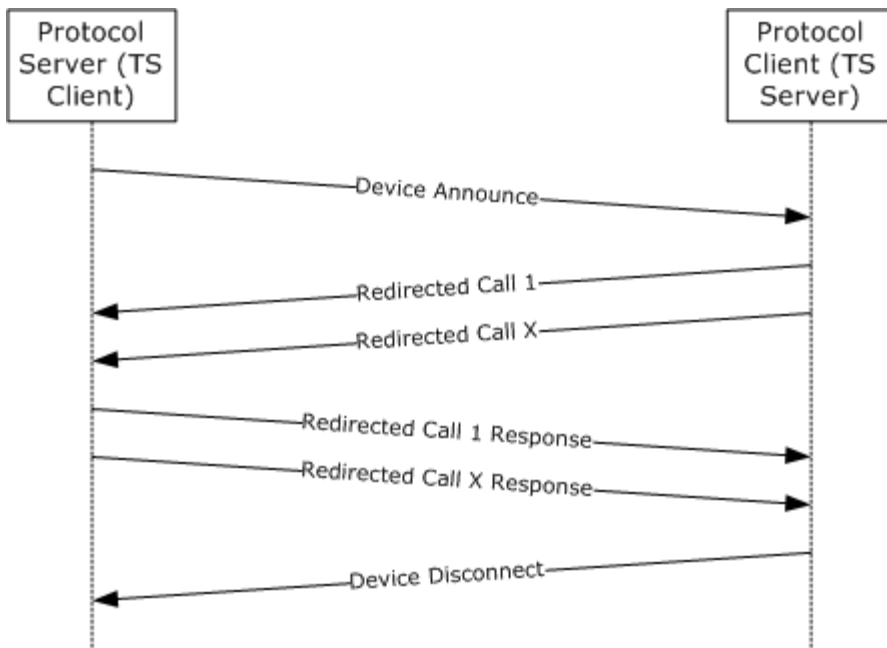 Protocol
Server (TS
Client)
Protocol
Client (TS
Server)
Device Announce
Redirected Call 1
Redirected Call X
Redirected Call 1 Response
Redirected Call X Response
Device Disconnect